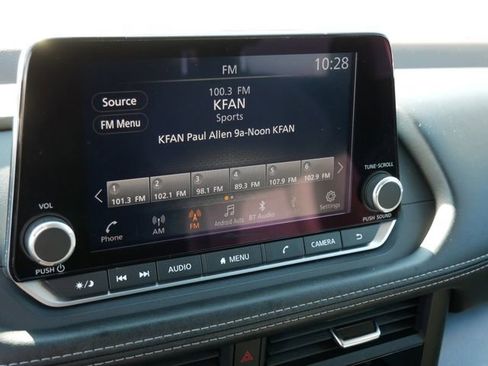 FM
10:28
100.3 FM
KFAN
Source
Sports
FM Menu
KFAN Paul Allen 9a-Noon KFAN
1 2 3 4 5 6
101.3 FM 102.1 FM 98.1 FM 89.3 FM 107.9 FM 102.9 FM
Phone AM FM Android Auto BT Audio Settings
VOL
PUSH
TUNE·SCROLL
PUSH SOUND
AUDIO MENU CAMERA